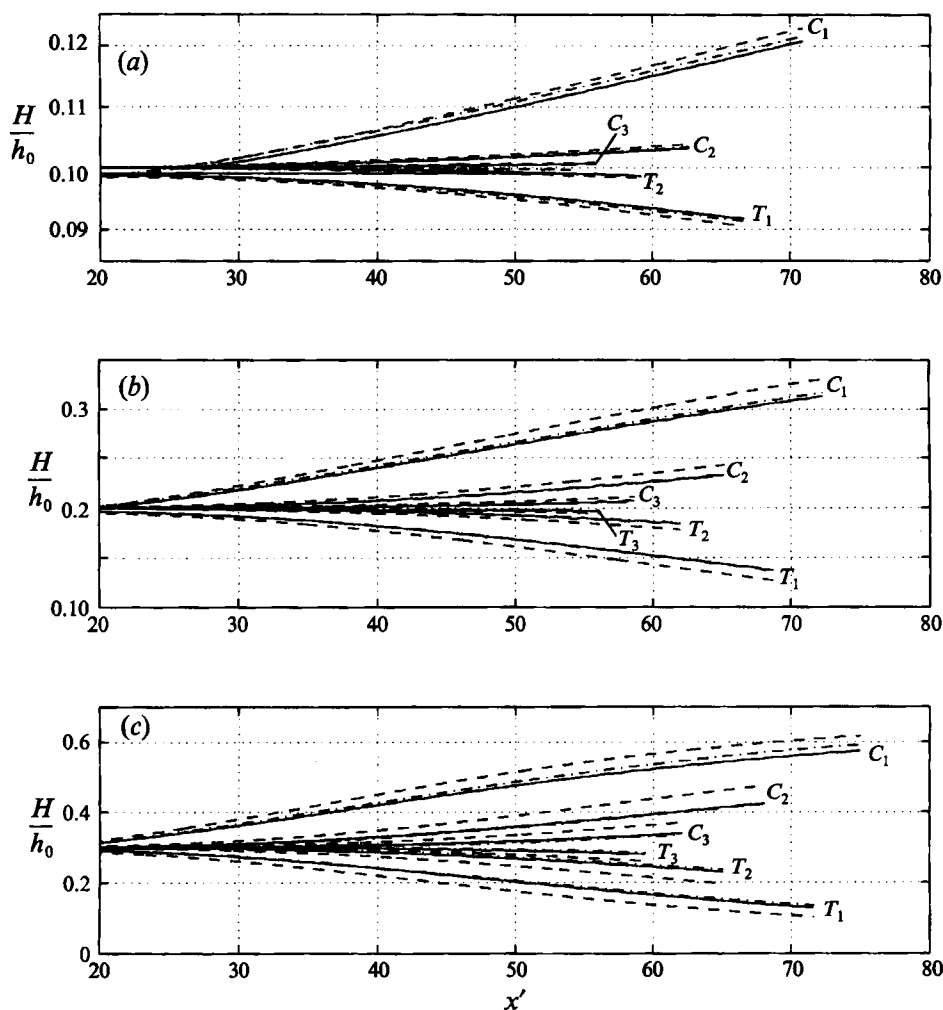 (a)
0.12
0.11
0.10
0.09
H
h₀
C₁
C₃
C₂
T₂
T₁
20 30 40 50 60 70 80
(b)
0.3
0.2
0.10
H
h₀
C₁
C₂
C₃
T₃
T₂
T₁
20 30 40 50 60 70 80
(c)
0.6
0.4
0.2
0
H
h₀
C₁
C₂
C₃
T₃
T₂
T₁
20 30 40 50 60 70 80
x′